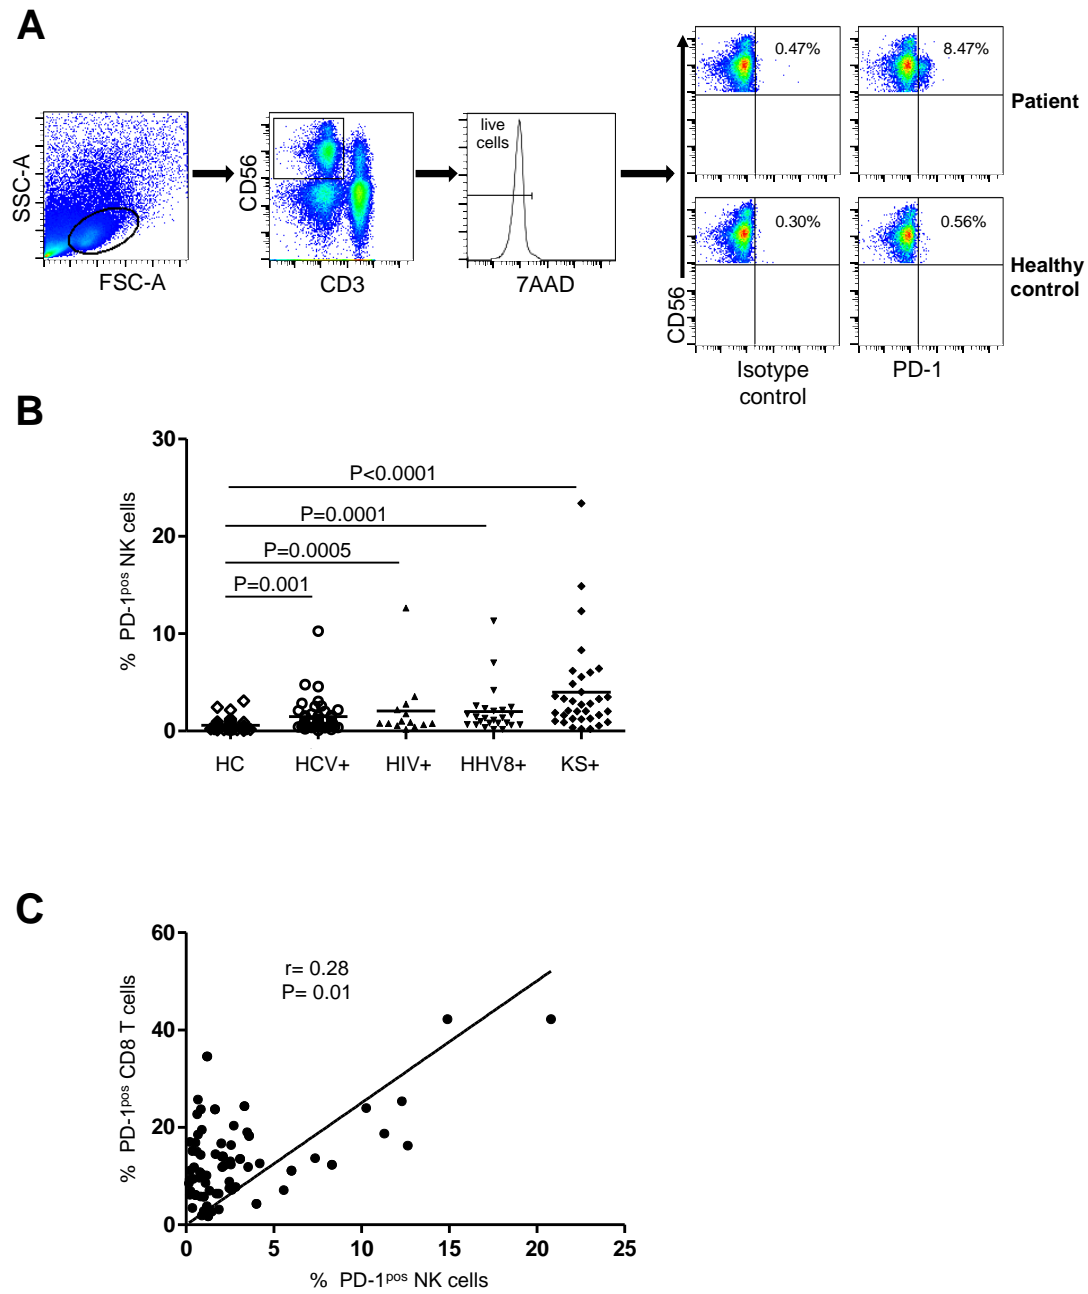 A
SSC-A
FSC-A
CD56
CD3
live
cells
7AAD
CD56
0.47%
8.47%
Patient
0.30%
0.56%
Healthy
control
Isotype
control
PD-1
B
% PD-1pos NK cells
30
20
10
0
P<0.0001
P=0.0001
P=0.0005
P=0.001
HC
HCV+
HIV+
HHV8+
KS+
C
% PD-1pos CD8 T cells
60
40
20
0
r= 0.28
P= 0.01
0
5
10
15
20
25
% PD-1pos NK cells